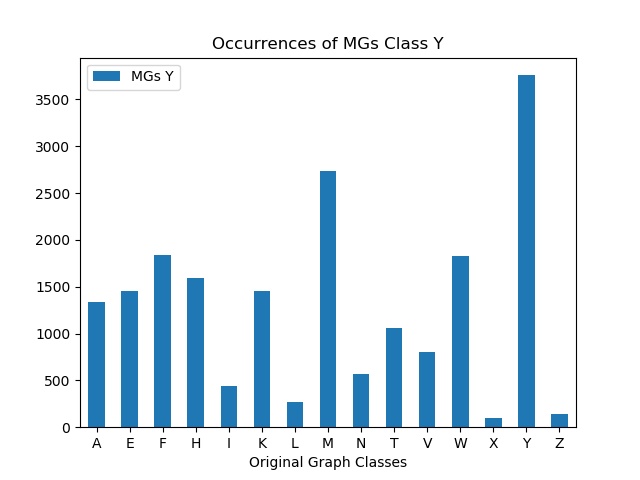 Occurrences of MGs Class Y
MGs Y
3500
3000
2500
2000
1500
1000
500
0
A E F H I K L M N T V W X Y Z
Original Graph Classes